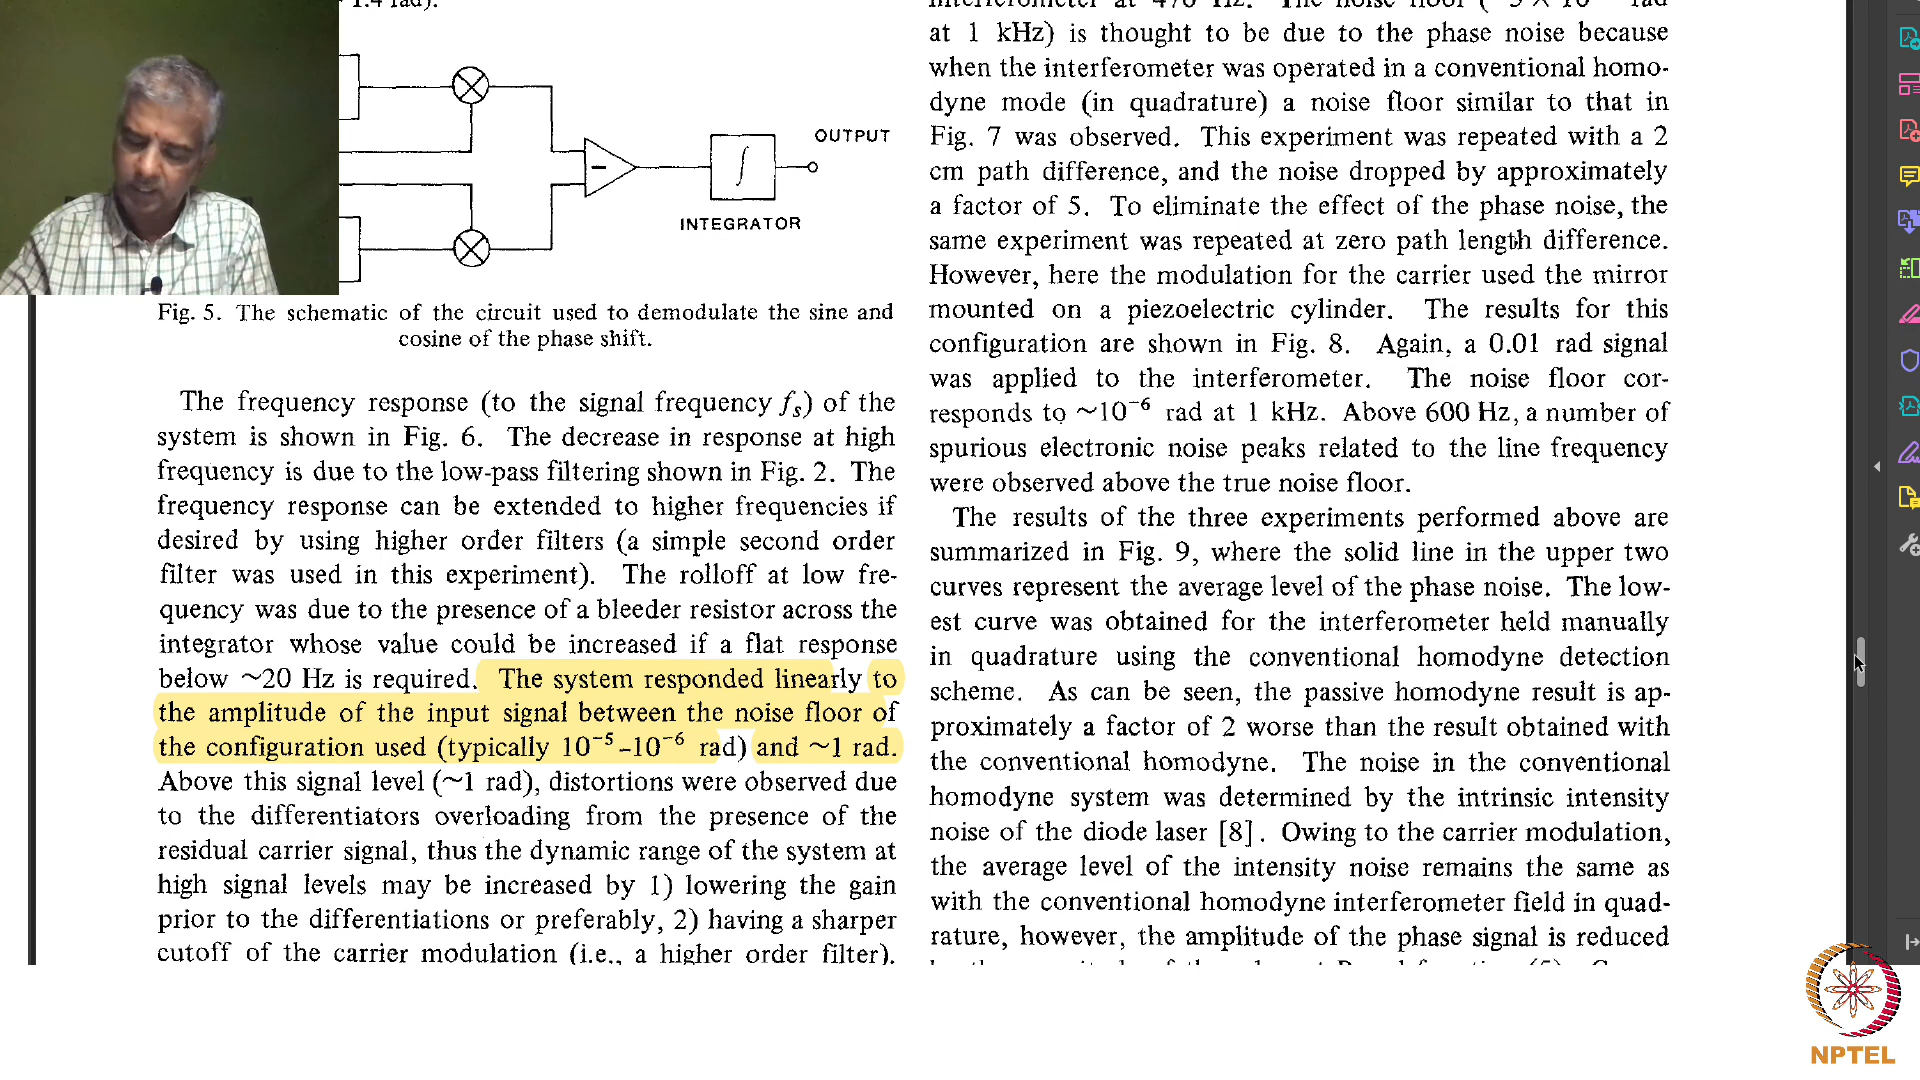 1.4 rad).
OUTPUT
INTEGRATOR
Fig. 5. The schematic of the circuit used to demodulate the sine and
cosine of the phase shift.
The frequency response (to the signal frequency fs) of the
system is shown in Fig. 6. The decrease in response at high
frequency is due to the low-pass filtering shown in Fig. 2. The
frequency response can be extended to higher frequencies if
desired by using higher order filters (a simple second order
filter was used in this experiment). The rolloff at low fre-
quency was due to the presence of a bleeder resistor across the
integrator whose value could be increased if a flat response
below ~20 Hz is required. The system responded linearly to
the amplitude of the input signal between the noise floor of
the configuration used (typically 10⁻⁵-10⁻⁶ rad) and ~1 rad.
Above this signal level (~1 rad), distortions were observed due
to the differentiators overloading from the presence of the
residual carrier signal, thus the dynamic range of the system at
high signal levels may be increased by 1) lowering the gain
prior to the differentiations or preferably, 2) having a sharper
cutoff of the carrier modulation (i.e., a higher order filter).
at 1 kHz) is thought to be due to the phase noise because
when the interferometer was operated in a conventional homo-
dyne mode (in quadrature) a noise floor similar to that in
Fig. 7 was observed. This experiment was repeated with a 2
cm path difference, and the noise dropped by approximately
a factor of 5. To eliminate the effect of the phase noise, the
same experiment was repeated at zero path length difference.
However, here the modulation for the carrier used the mirror
mounted on a piezoelectric cylinder. The results for this
configuration are shown in Fig. 8. Again, a 0.01 rad signal
was applied to the interferometer. The noise floor cor-
responds to ~10⁻⁶ rad at 1 kHz. Above 600 Hz, a number of
spurious electronic noise peaks related to the line frequency
were observed above the true noise floor.
The results of the three experiments performed above are
summarized in Fig. 9, where the solid line in the upper two
curves represent the average level of the phase noise. The low-
est curve was obtained for the interferometer held manually
in quadrature using the conventional homodyne detection
scheme. As can be seen, the passive homodyne result is ap-
proximately a factor of 2 worse than the result obtained with
the conventional homodyne. The noise in the conventional
homodyne system was determined by the intrinsic intensity
noise of the diode laser [8]. Owing to the carrier modulation,
the average level of the intensity noise remains the same as
with the conventional homodyne interferometer field in quad-
rature, however, the amplitude of the phase signal is reduced
NPTEL